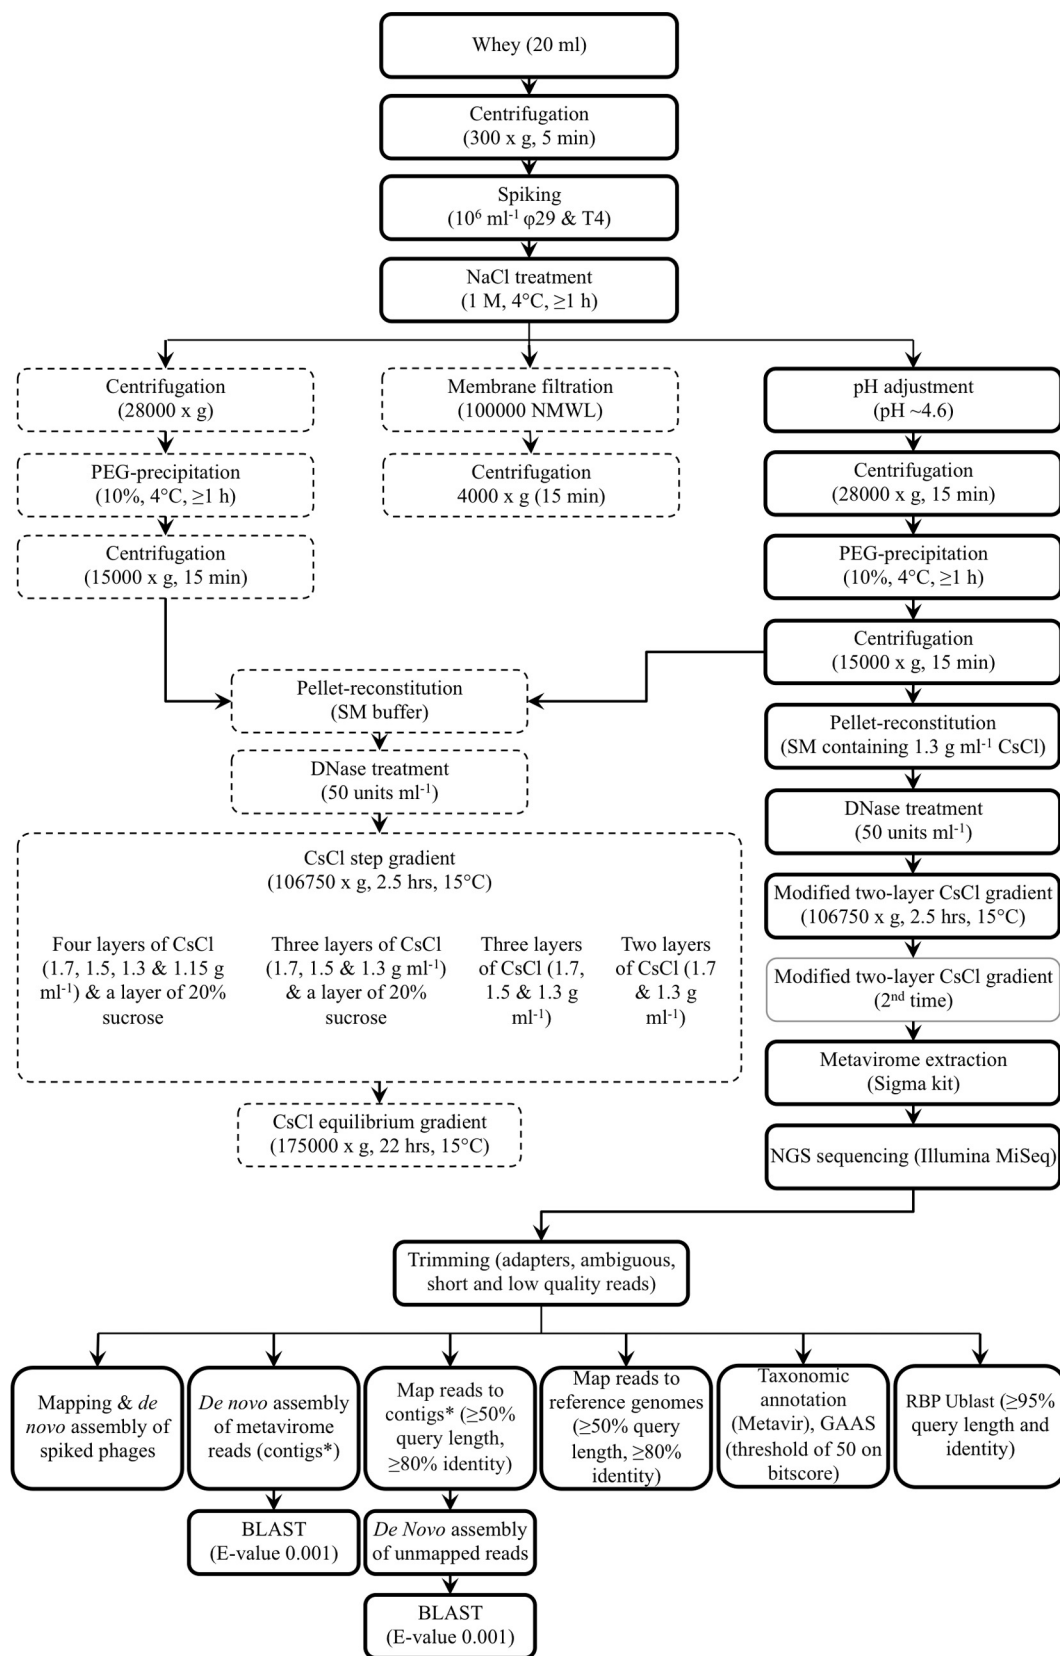 Whey (20 ml)
Centrifugation
(300 x g, 5 min)
Spiking
(10⁶ ml⁻¹ φ29 & T4)
NaCl treatment
(1 M, 4°C, ≥1 h)
Centrifugation
(28000 x g)
PEG-precipitation
(10%, 4°C, ≥1 h)
Centrifugation
(15000 x g, 15 min)
Membrane filtration
(100000 NMWL)
Centrifugation
4000 x g (15 min)
pH adjustment
(pH ~4.6)
Centrifugation
(28000 x g, 15 min)
PEG-precipitation
(10%, 4°C, ≥1 h)
Centrifugation
(15000 x g, 15 min)
Pellet-reconstitution
(SM buffer)
DNase treatment
(50 units ml⁻¹)
CsCl step gradient
(106750 x g, 2.5 hrs, 15°C)
Four layers of CsCl
(1.7, 1.5, 1.3 & 1.15 g
ml⁻¹) & a layer of 20%
sucrose
Three layers of CsCl
(1.7, 1.5 & 1.3 g ml⁻¹)
& a layer of 20%
sucrose
Three layers
of CsCl (1.7,
1.5 & 1.3 g
ml⁻¹)
Two layers
of CsCl (1.7
& 1.3 g
ml⁻¹)
CsCl equilibrium gradient
(175000 x g, 22 hrs, 15°C)
Pellet-reconstitution
(SM containing 1.3 g ml⁻¹ CsCl)
DNase treatment
(50 units ml⁻¹)
Modified two-layer CsCl gradient
(106750 x g, 2.5 hrs, 15°C)
Modified two-layer CsCl gradient
(2ⁿᵈ time)
Metavirome extraction
(Sigma kit)
NGS sequencing (Illumina MiSeq)
Trimming (adapters, ambiguous,
short and low quality reads)
Mapping & de
novo assembly of
spiked phages
De novo assembly
of metavirome
reads (contigs*)
BLAST
(E-value 0.001)
Map reads to
contigs* (≥50%
query length,
≥80% identity)
De Novo assembly
of unmapped reads
BLAST
(E-value 0.001)
Map reads to
reference genomes
(≥50% query
length, ≥80%
identity)
Taxonomic
annotation
(Metavir), GAAS
(threshold of 50 on
bitscore)
RBP Ublast (≥95%
query length and
identity)